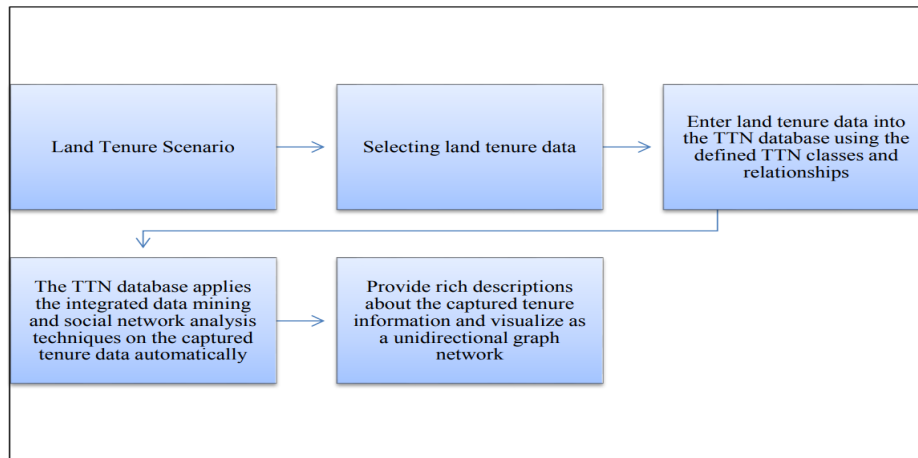 Land Tenure Scenario
Selecting land tenure data
Enter land tenure data into
the TTN database using the
defined TTN classes and
relationships
The TTN database applies
the integrated data mining
and social network analysis
techniques on the captured
tenure data automatically
Provide rich descriptions
about the captured tenure
information and visualize as
a unidirectional graph
network